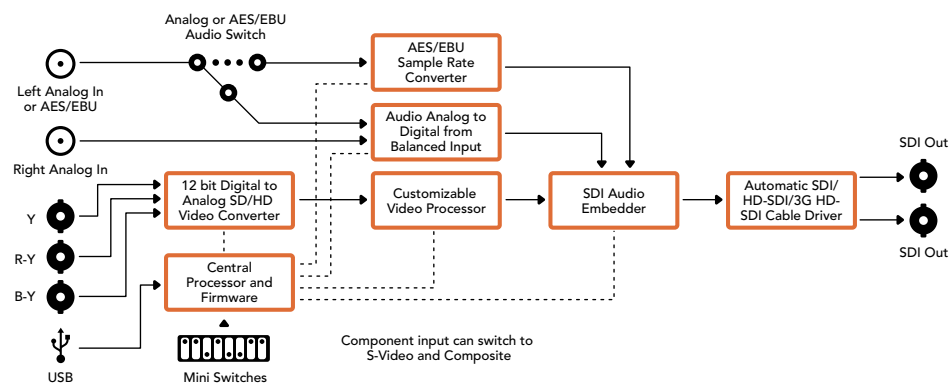 Analog or AES/EBU
Audio Switch
Left Analog In
or AES/EBU
Right Analog In
AES/EBU
Sample Rate
Converter
Audio Analog to
Digital from
Balanced Input
Y
R-Y
B-Y
USB
12 bit Digital to
Analog SD/HD
Video Converter
Customizable
Video Processor
SDI Audio
Embedder
Automatic SDI/
HD-SDI/3G HD-
SDI Cable Driver
SDI Out
SDI Out
Central
Processor and
Firmware
Mini Switches
Component input can switch to
S-Video and Composite